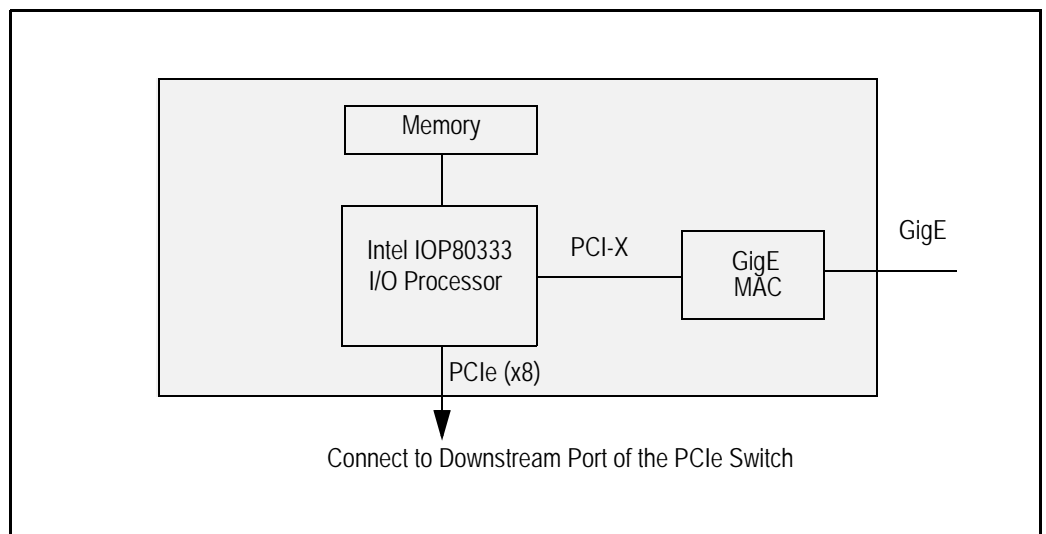 Memory
Intel IOP80333
I/O Processor
PCI-X
GigE
MAC
GigE
PCIe (x8)
Connect to Downstream Port of the PCIe Switch